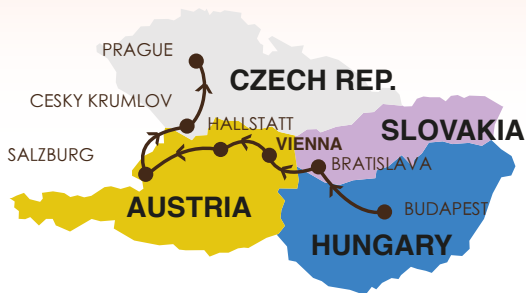 PRAGUE
CZECH REP.
CESKY KRUMLOV
HALLSTATT
SLOVAKIA
VIENNA
SALZBURG
BRATISLAVA
AUSTRIA
BUDAPEST
HUNGARY